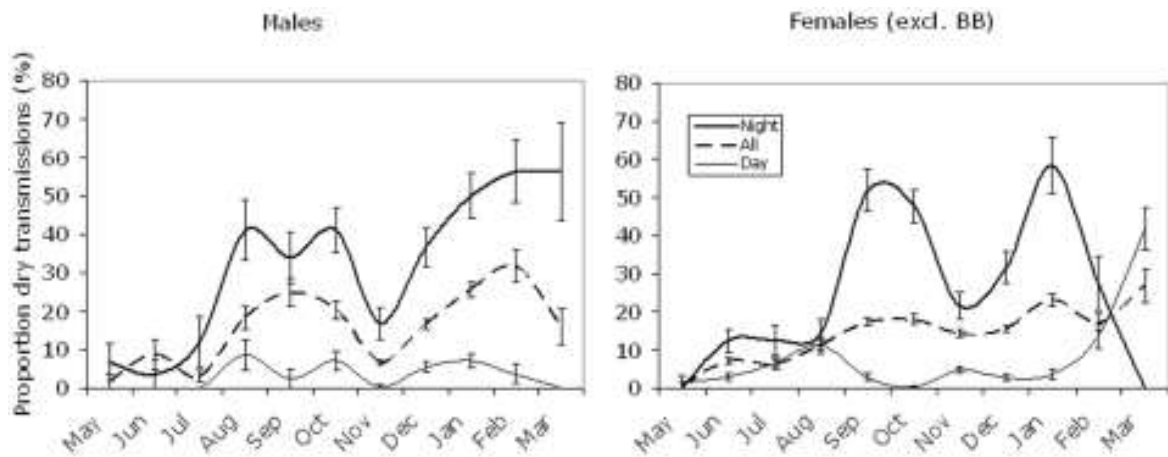 Males
Females (excl. BB)
Proportion dry transmissions (%)
80
70
60
50
40
30
20
10
0
May Jun Jul Aug Sep Oct Nov Dec Jan Feb Mar
80
70
60
50
40
30
20
10
0
Night
All
Day
May Jun Jul Aug Sep Oct Nov Dec Jan Feb Mar